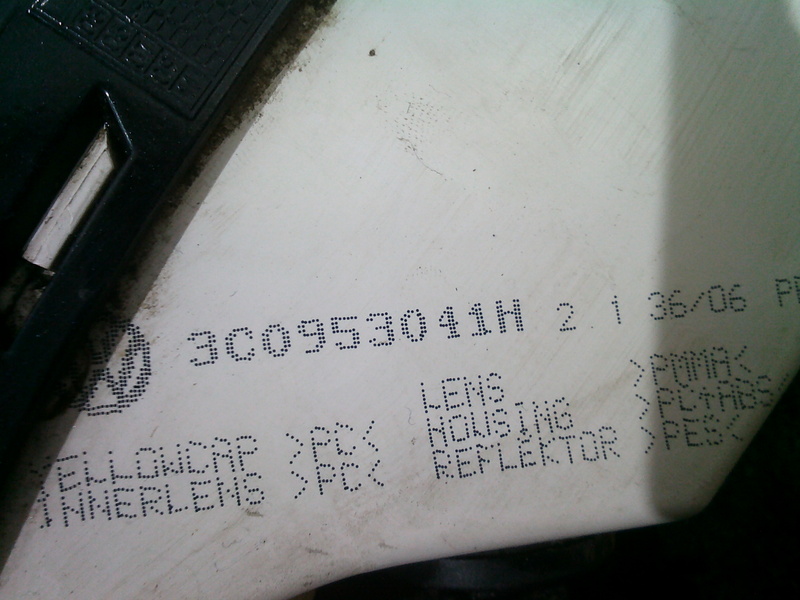 3C0953041H 2 1 36/06
YELLOWCAP >PC< LENS >PMMA<
INNERLENS >PC< HOUSING >PC+ABS
REFLEKTOR >PES<